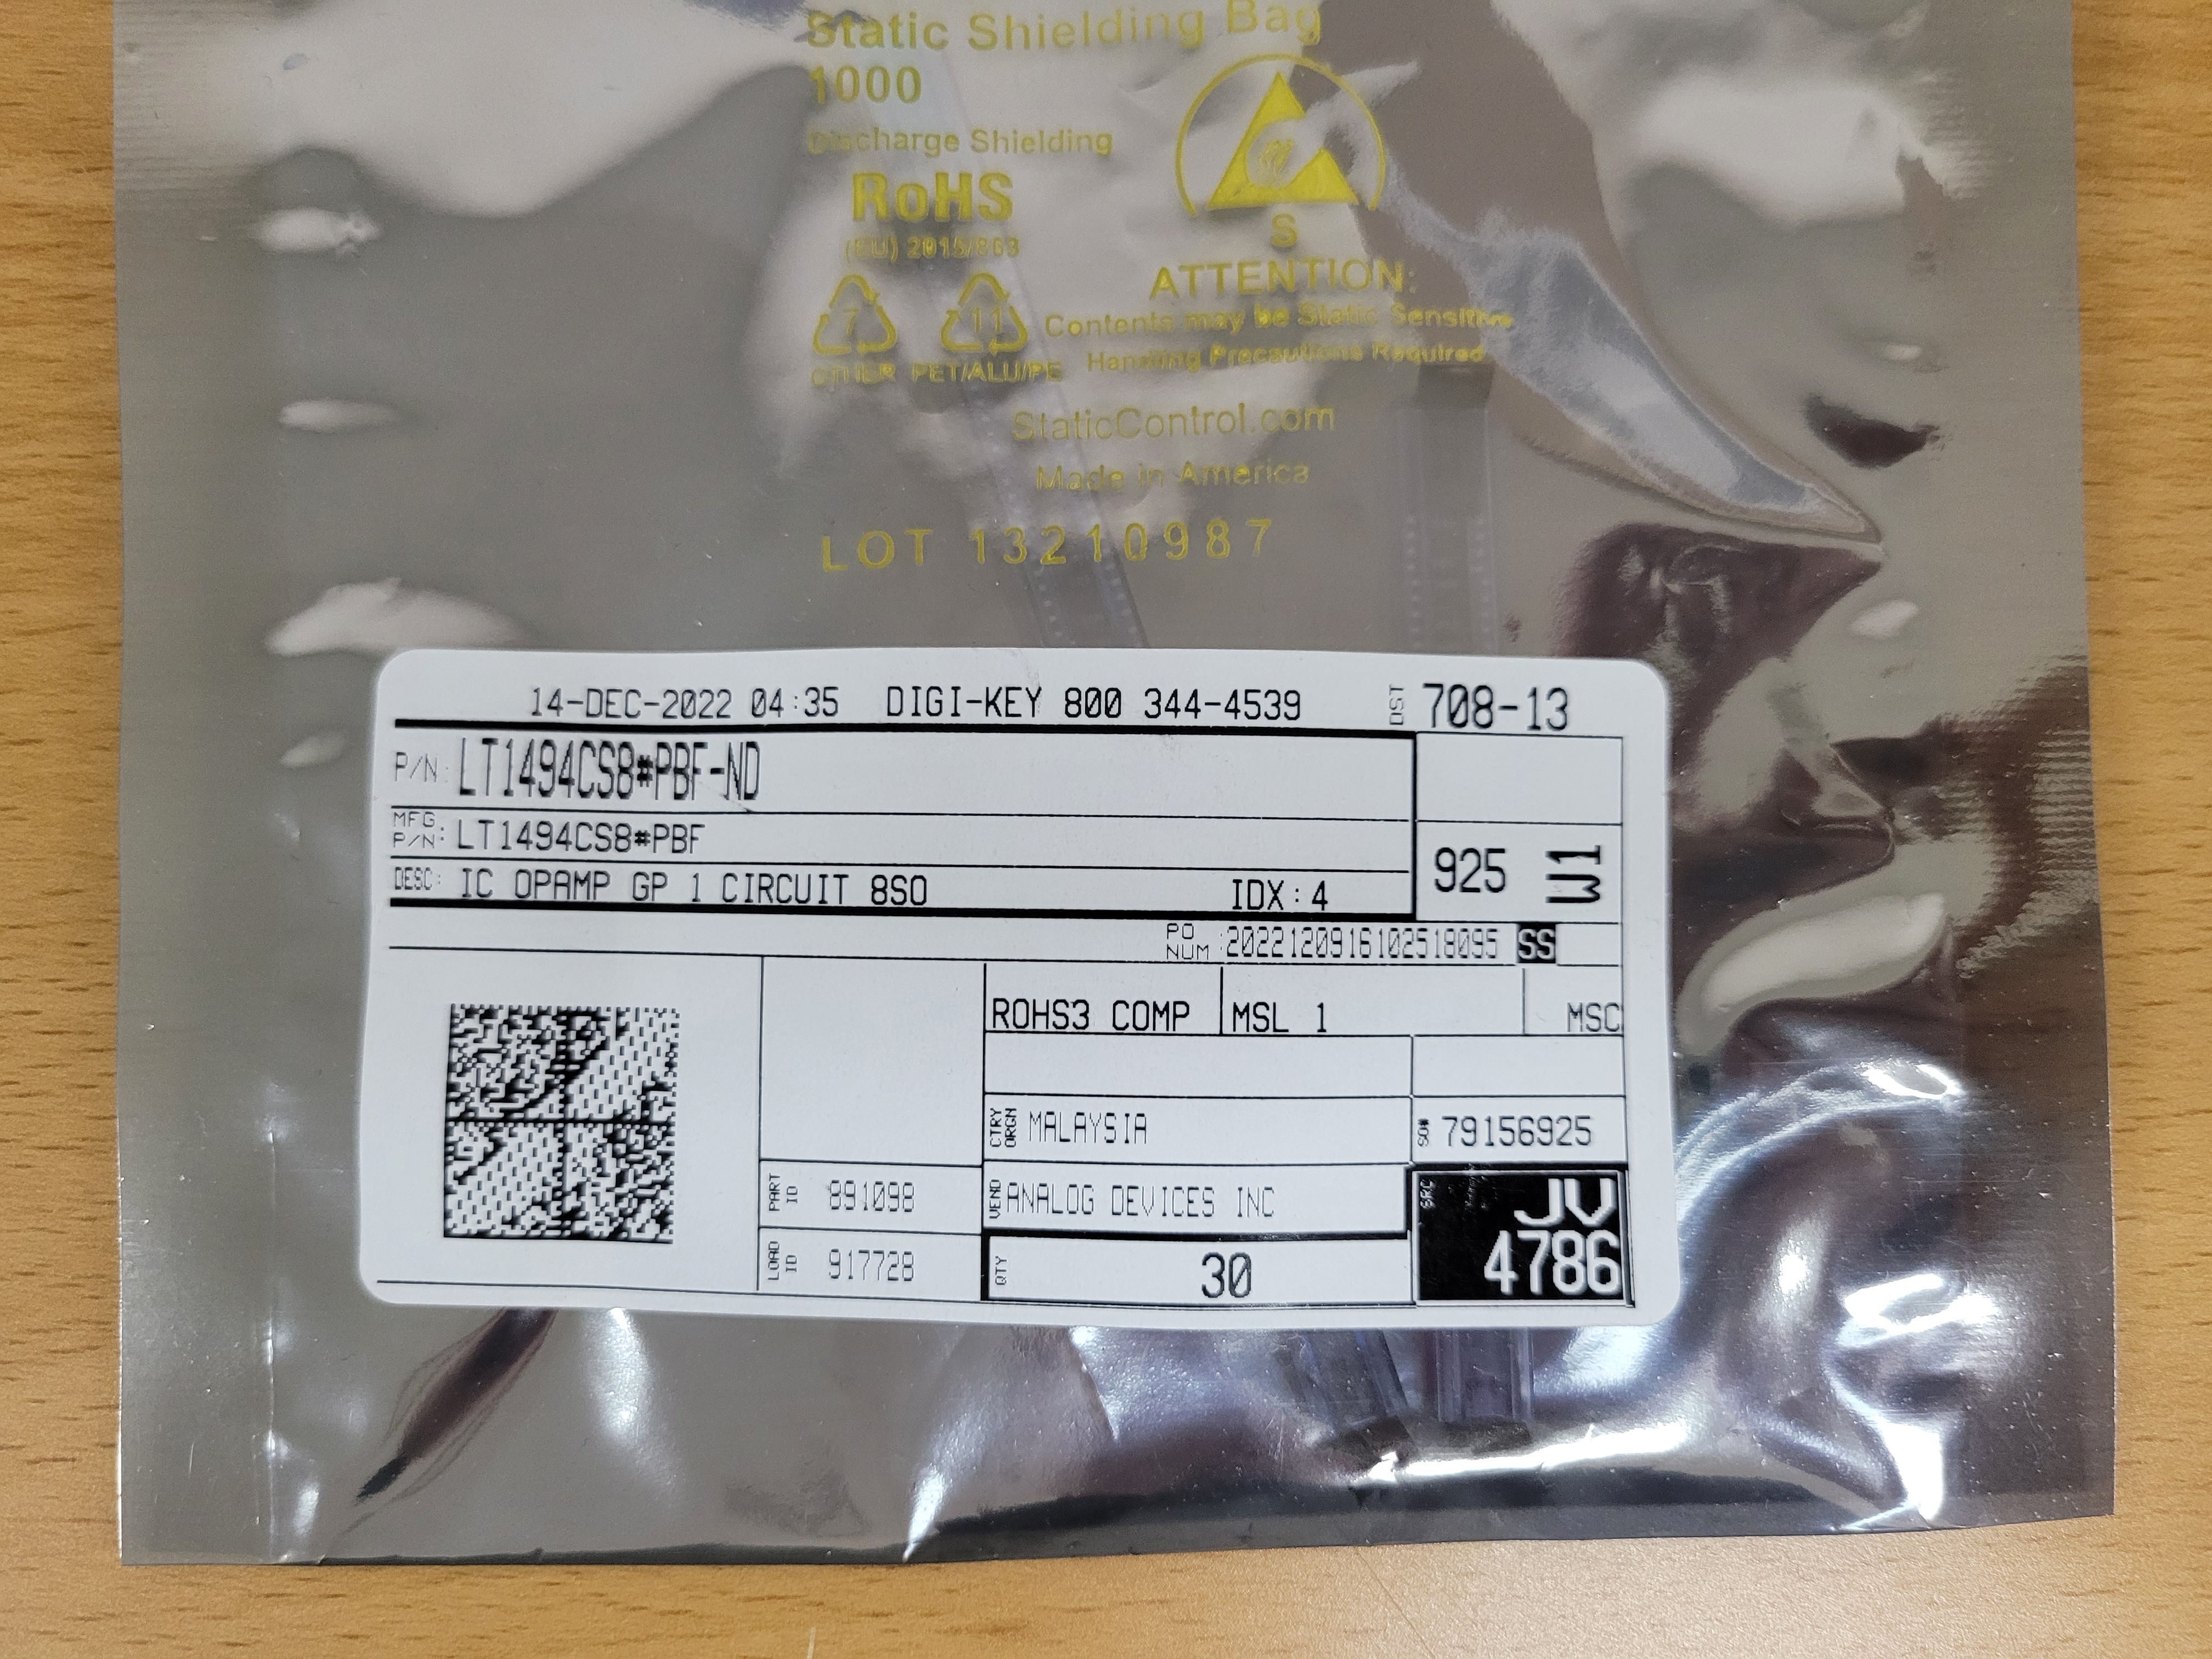 Static Shielding Bag
1000
Discharge Shielding
RoHS
(EU) 2015/863
7 11
OTHER PET/ALU/PE
S
ATTENTION:
Contents may be Static Sensitive
Handling Precautions Required
StaticControl.com
Made in America
LOT 13210987
14-DEC-2022 04:35 DIGI-KEY 800 344-4539 DST 708-13
P/N: LT1494CS8#PBF-ND
MFG P/N: LT1494CS8#PBF
DESC: IC OPAMP GP 1 CIRCUIT 8SO IDX: 4
925 W1
PO NUM :2022120916102518095 SS
ROHS3 COMP MSL 1 MSC
CTRY ORGN MALAYSIA SO# 79156925
PART ID 891098 VEND ANALOG DEVICES INC
LOAD ID 917728 QTY 30
JV
4786